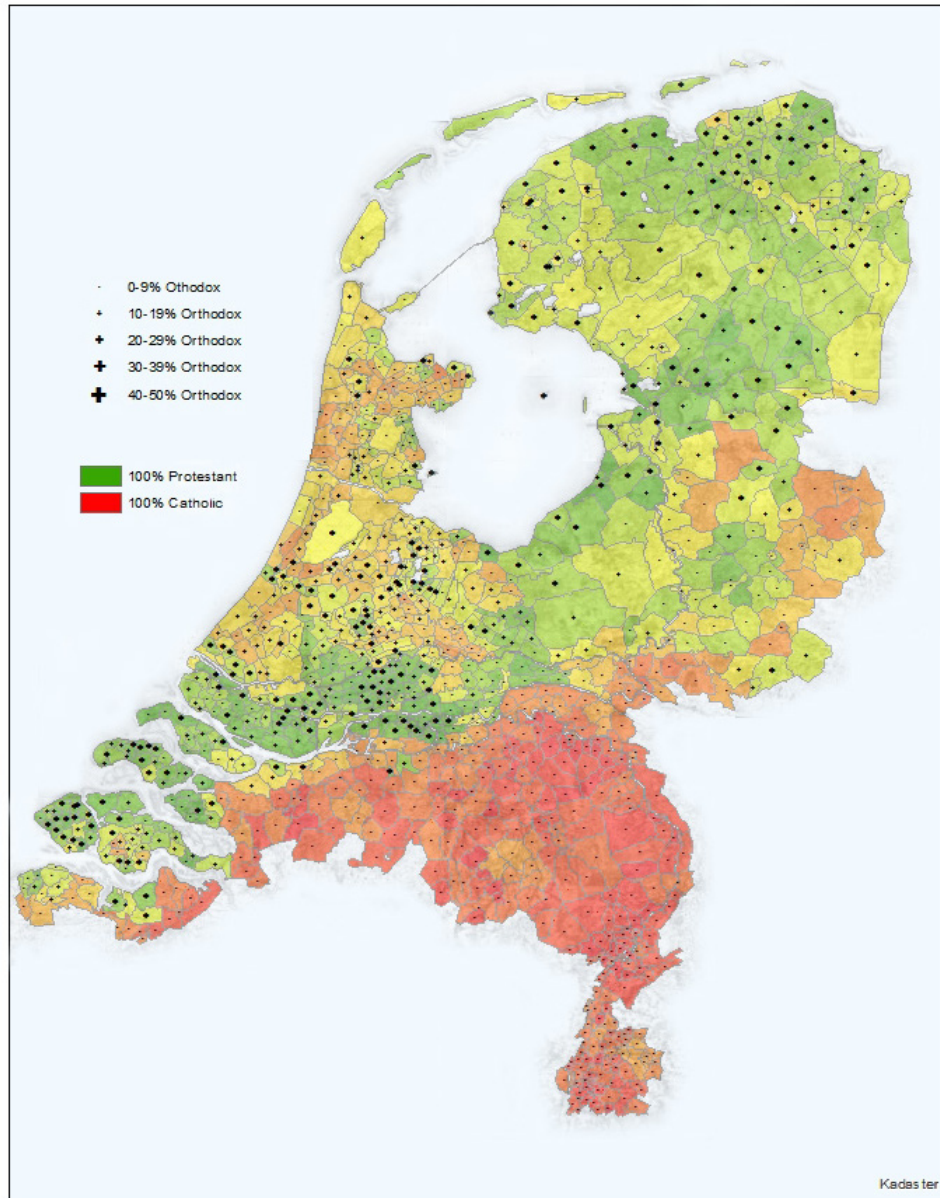 0-9% Othodox
10-19% Orthodox
20-29% Orthodox
30-39% Orthodox
40-50% Orthodox
100% Protestant
100% Catholic
Kadaster